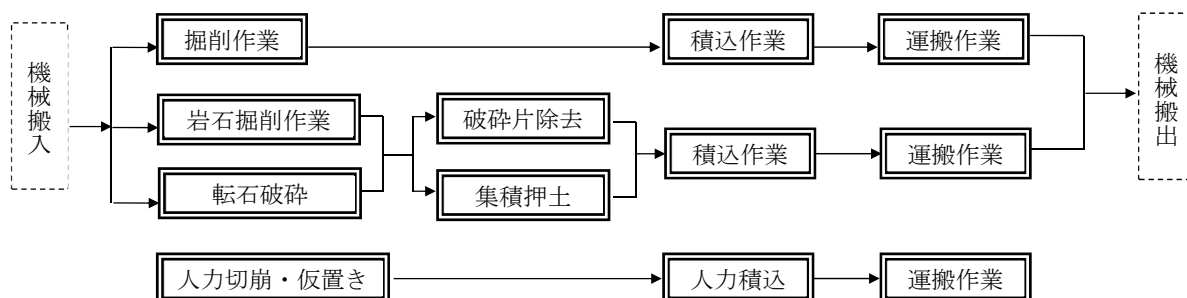 機械搬入
掘削作業
積込作業
運搬作業
機械搬出
岩石掘削作業
破砕片除去
積込作業
運搬作業
転石破砕
集積押土
人力切崩・仮置き
人力積込
運搬作業